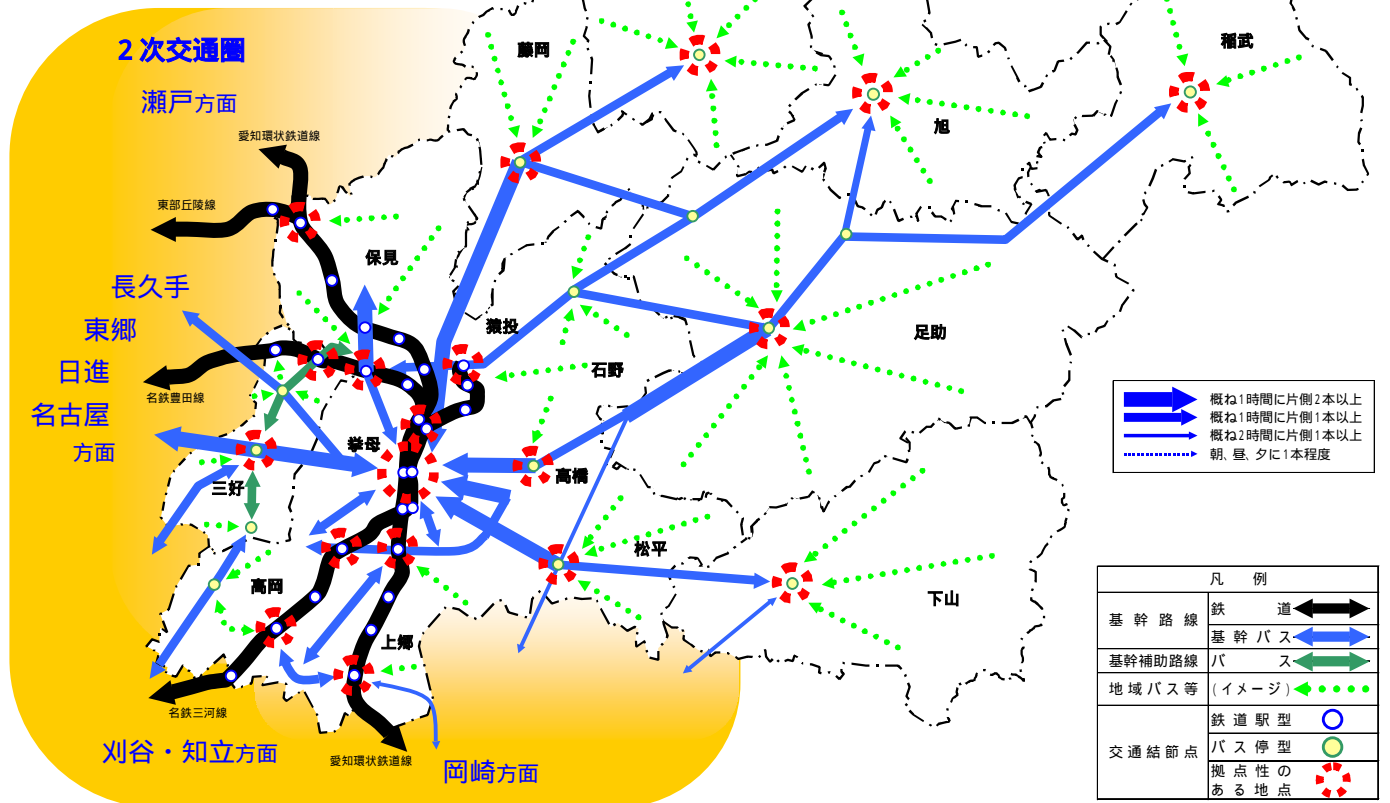 2次交通圏
瀬戸方面
愛知環状鉄道線
東部丘陵線
長久手
東郷
日進
名鉄豊田線
名古屋
方面
藤岡
稲武
旭
保見
猿投
石野
足助
挙母
三好
高橋
松平
高岡
上郷
下山
名鉄三河線
刈谷・知立方面
愛知環状鉄道線
岡崎方面
概ね1時間に片側2本以上
概ね1時間に片側1本以上
概ね2時間に片側1本以上
朝、昼、夕に1本程度
凡 例
基幹路線
鉄 道
基幹バス
基幹補助路線
バ ス
地域バス等
(イメージ)
交通結節点
鉄道駅型
バス停型
拠点性の
ある地点